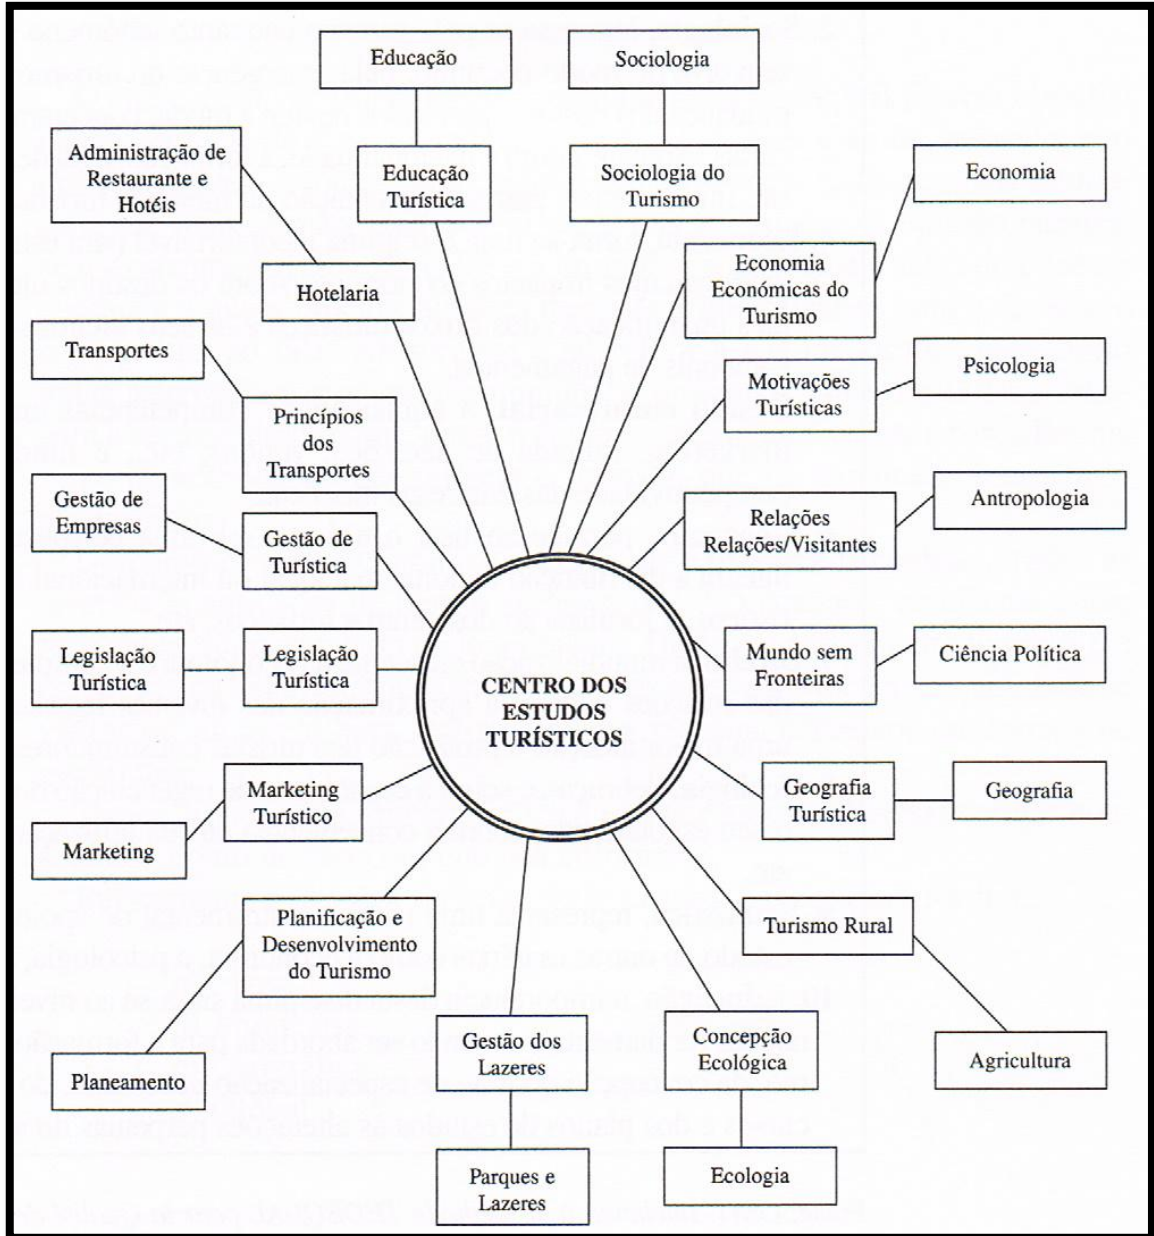 Educação
Sociologia
Administração de
Restaurante e
Hotéis
Educação
Turística
Sociologia do
Turismo
Economia
Hotelaria
Economia
Económicas do
Turismo
Transportes
Motivações
Turísticas
Psicologia
Princípios
dos
Transportes
Gestão de
Empresas
Gestão de
Turística
Relações
Relações/Visitantes
Antropologia
Legislação
Turística
Legislação
Turística
CENTRO DOS
ESTUDOS
TURÍSTICOS
Mundo sem
Fronteiras
Ciência Política
Marketing
Turístico
Marketing
Geografia
Turística
Geografia
Planificação e
Desenvolvimento
do Turismo
Turismo Rural
Planeamento
Gestão dos
Lazeres
Concepção
Ecológica
Agricultura
Parques e
Lazeres
Ecologia